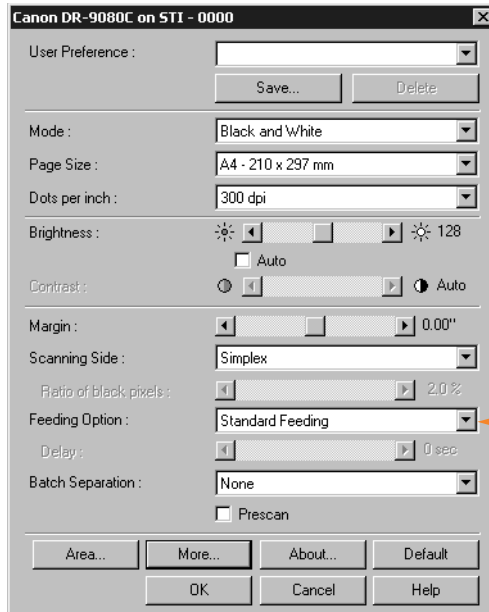 Canon DR-9080C on STI - 0000
User Preference :
Save... Delete
Mode : Black and White
Page Size : A4 - 210 x 297 mm
Dots per inch : 300 dpi
Brightness : 128
Auto
Contrast : Auto
Margin : 0.00"
Scanning Side : Simplex
Ratio of black pixels : 2.0 %
Feeding Option : Standard Feeding
Delay : 0 sec
Batch Separation : None
Prescan
Area... More... About... Default
OK Cancel Help